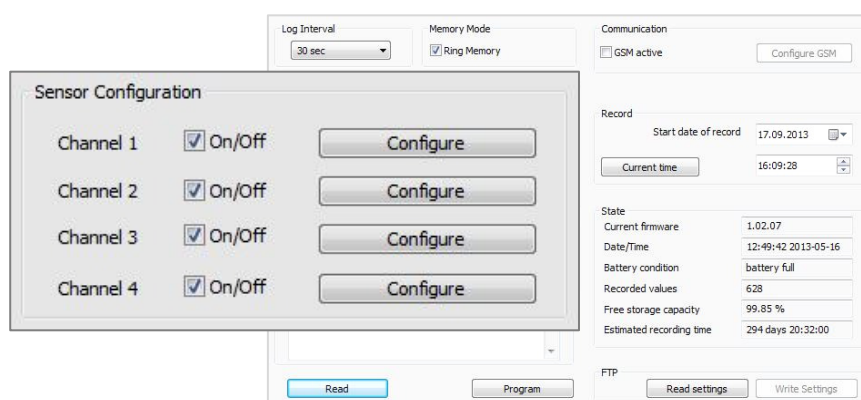 Log Interval
30 sec
Memory Mode
Ring Memory
Communication
GSM active
Configure GSM
Sensor Configuration
Channel 1 On/Off Configure
Channel 2 On/Off Configure
Channel 3 On/Off Configure
Channel 4 On/Off Configure
Record
Start date of record 17.09.2013
Current time 16:09:28
State
Current firmware 1.02.07
Date/Time 12:49:42 2013-05-16
Battery condition battery full
Recorded values 628
Free storage capacity 99.85 %
Estimated recording time 294 days 20:32:00
Read
Program
FTP
Read settings
Write Settings